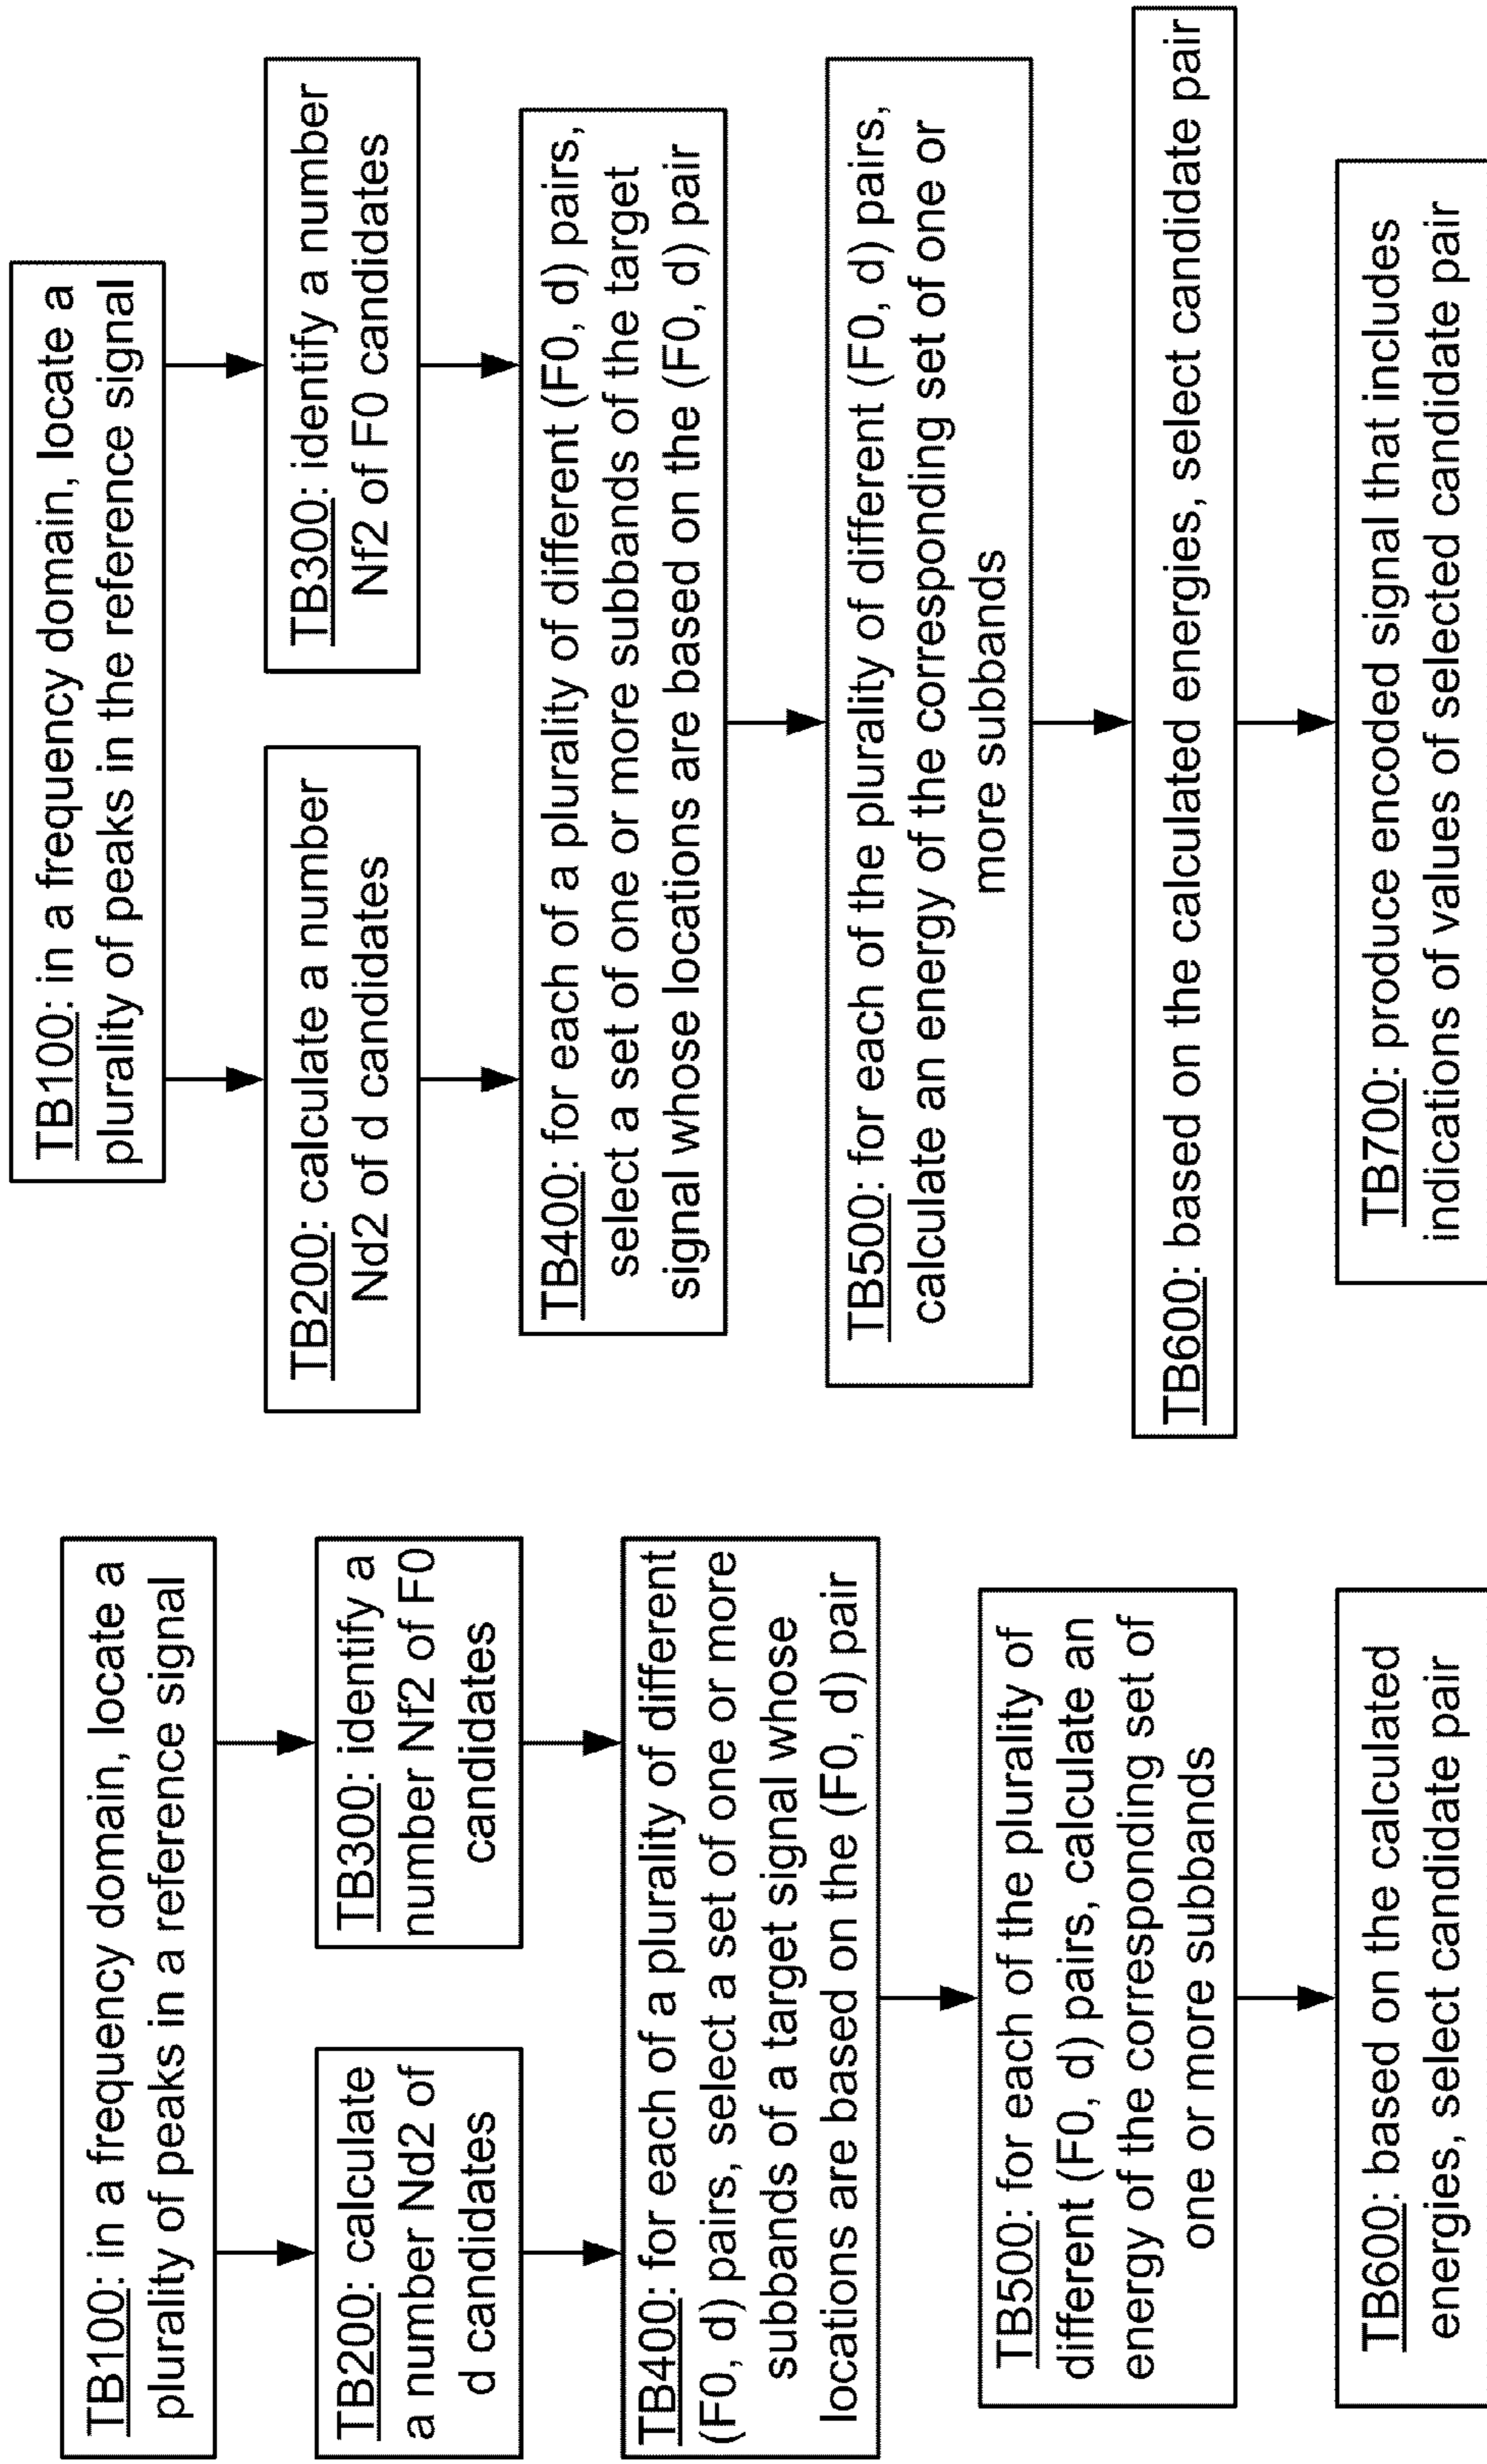 TB100: in a frequency domain, locate a
plurality of peaks in a reference signal
TB200: calculate
a number Nd2 of
d candidates
TB300: identify a
number Nf2 of F0
candidates
TB400: for each of a plurality of different
(F0, d) pairs, select a set of one or more
subbands of a target signal whose
locations are based on the (F0, d) pair
TB500: for each of the plurality of
different (F0, d) pairs, calculate an
energy of the corresponding set of
one or more subbands
TB600: based on the calculated
energies, select candidate pair
TB100: in a frequency domain, locate a
plurality of peaks in the reference signal
TB200: calculate a number
Nd2 of d candidates
TB300: identify a number
Nf2 of F0 candidates
TB400: for each of a plurality of different (F0, d) pairs,
select a set of one or more subbands of the target
signal whose locations are based on the (F0, d) pair
TB500: for each of the plurality of different (F0, d) pairs,
calculate an energy of the corresponding set of one or
more subbands
TB600: based on the calculated energies, select candidate pair
TB700: produce encoded signal that includes
indications of values of selected candidate pair